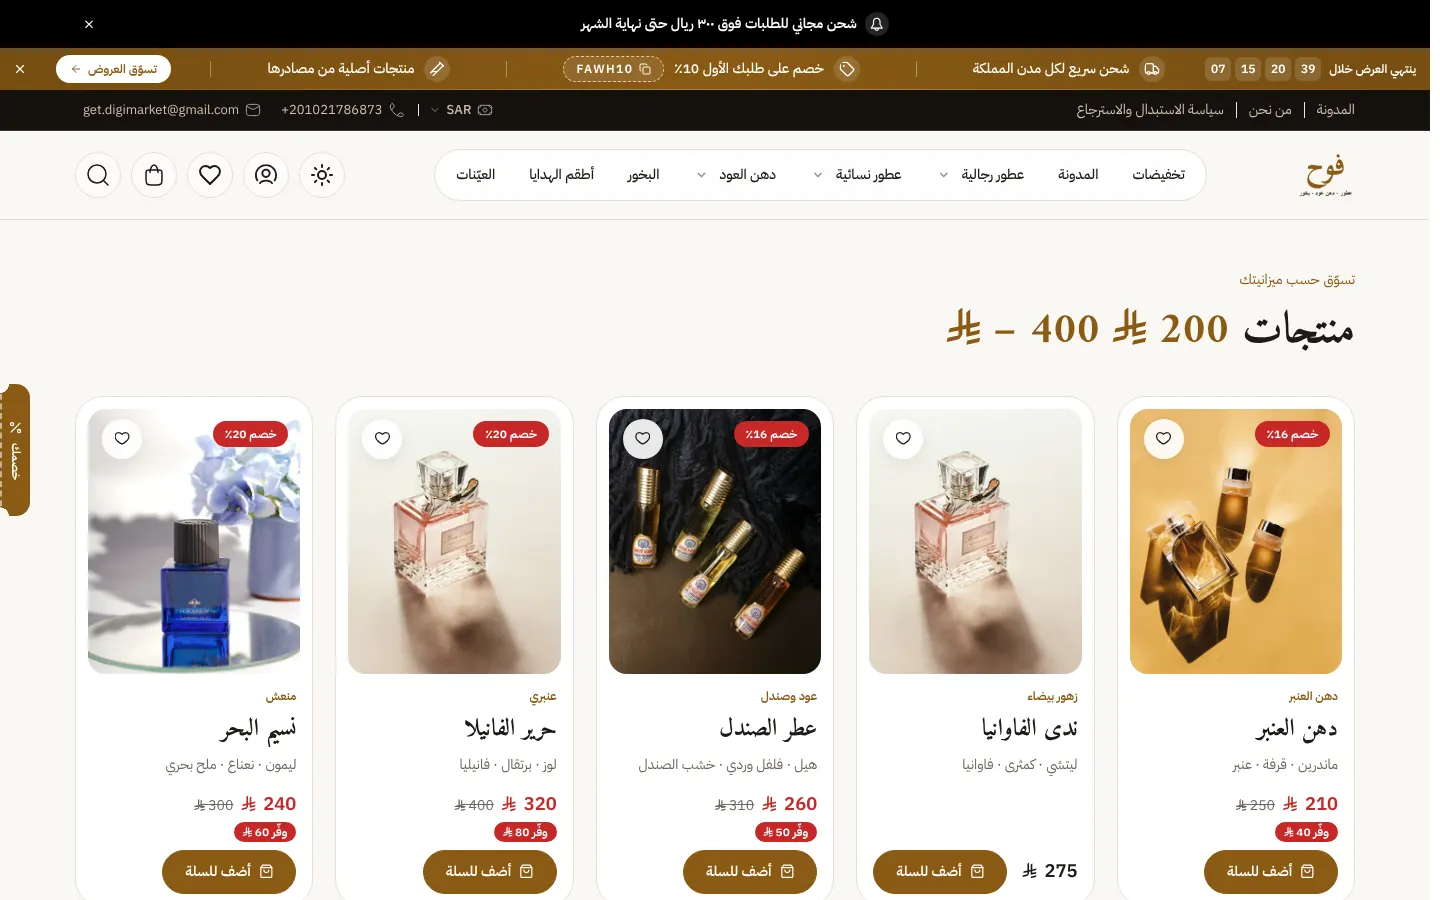 شحن مجاني للطلبات فوق ٣٠٠ ريال حتى نهاية الشهر
ينتهي العرض خلال 39 20 15 07
شحن سريع لكل مدن المملكة
خصم على طلبك الأول 10٪ FAWH10
منتجات أصلية من مصادرها
تسوّق العروض ←
المدونة
من نحن
سياسة الاستبدال والاسترجاع
SAR
+201021786873
get.digimarket@gmail.com
فوح
عطور - دهن عود - بخور
تخفيضات
المدونة
عطور رجالية
عطور نسائية
دهن العود
البخور
أطقم الهدايا
العيّنات
تسوّق حسب ميزانيتك
منتجات 200 – 400
خصمك
خصم 16٪
دهن العنبر
دهن العنبر
ماندرين · قرفة · عنبر
210 250
وفّر 40
أضف للسلة
زهور بيضاء
ندى الفاوانيا
ليتشي · كمثرى · فاوانيا
275
أضف للسلة
خصم 16٪
عود وصندل
عطر الصندل
هيل · فلفل وردي · خشب الصندل
260 310
وفّر 50
أضف للسلة
خصم 20٪
عنبري
حرير الفانيلا
لوز · برتقال · فانيليا
320 400
وفّر 80
أضف للسلة
خصم 20٪
منعش
نسيم البحر
ليمون · نعناع · ملح بحري
240 300
وفّر 60
أضف للسلة